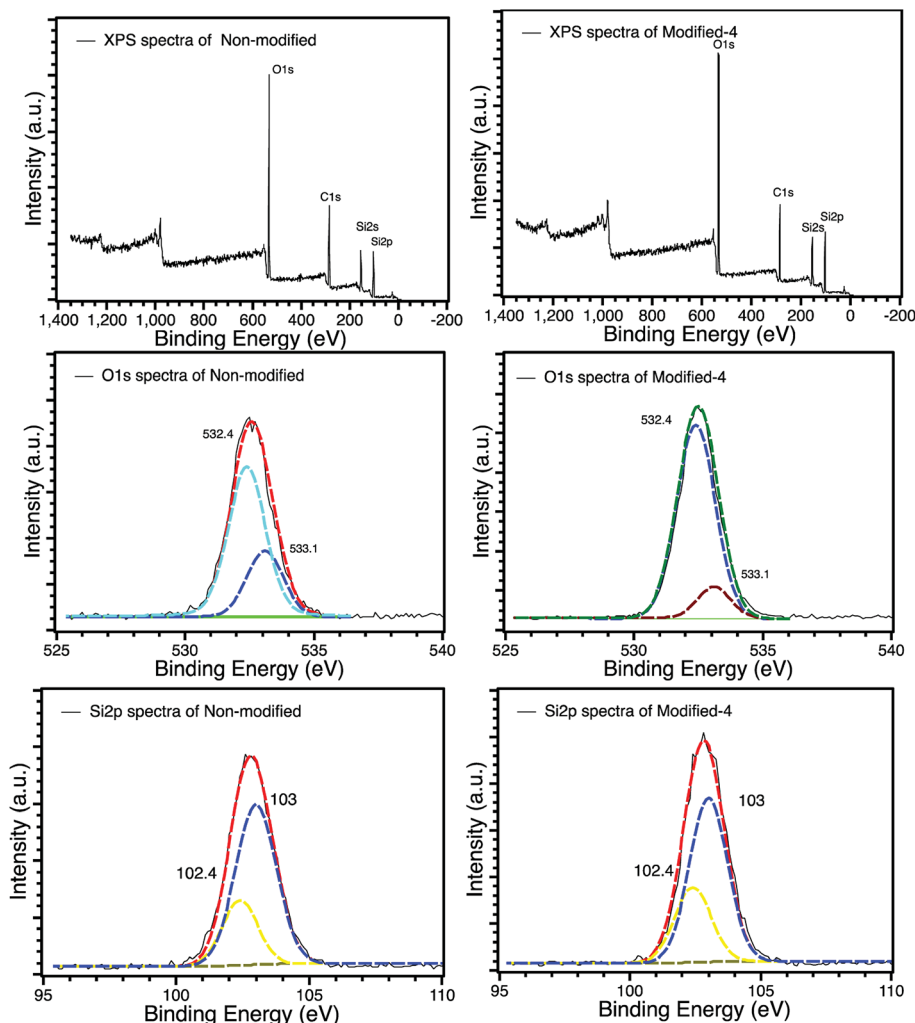 XPS spectra of Non-modified
O1s
C1s
Si2s
Si2p
Intensity (a.u.)
1,400 1,200 1,000 800 600 400 200 0 -200
Binding Energy (eV)
XPS spectra of Modified-4
O1s
C1s
Si2p
Si2s
Intensity (a.u.)
1,400 1,200 1,000 800 600 400 200 0 -200
Binding Energy (eV)
O1s spectra of Non-modified
532.4
533.1
Intensity (a.u.)
525 530 535 540
Binding Energy (eV)
O1s spectra of Modified-4
532.4
533.1
Intensity (a.u.)
525 530 535 540
Binding Energy (eV)
Si2p spectra of Non-modified
103
102.4
Intensity (a.u.)
95 100 105 110
Binding Energy (eV)
Si2p spectra of Modified-4
103
102.4
Intensity (a.u.)
95 100 105 110
Binding Energy (eV)